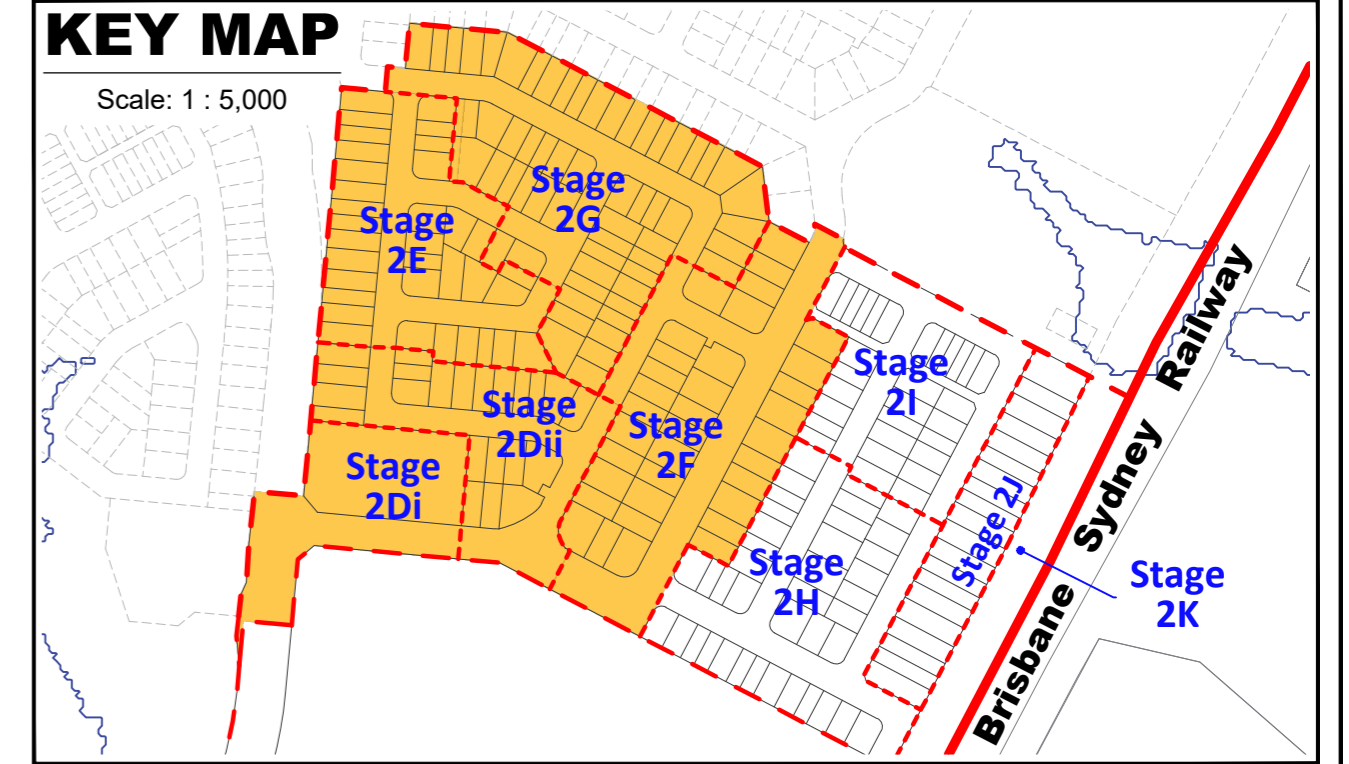 KEY MAP
Scale: 1 : 5,000
Stage
2G
Stage
2E
Stage
2I
Stage
2Dii
Stage
2F
Stage
2Di
Stage 2J
Stage
2H
Stage
2K
Brisbane Sydney Railway